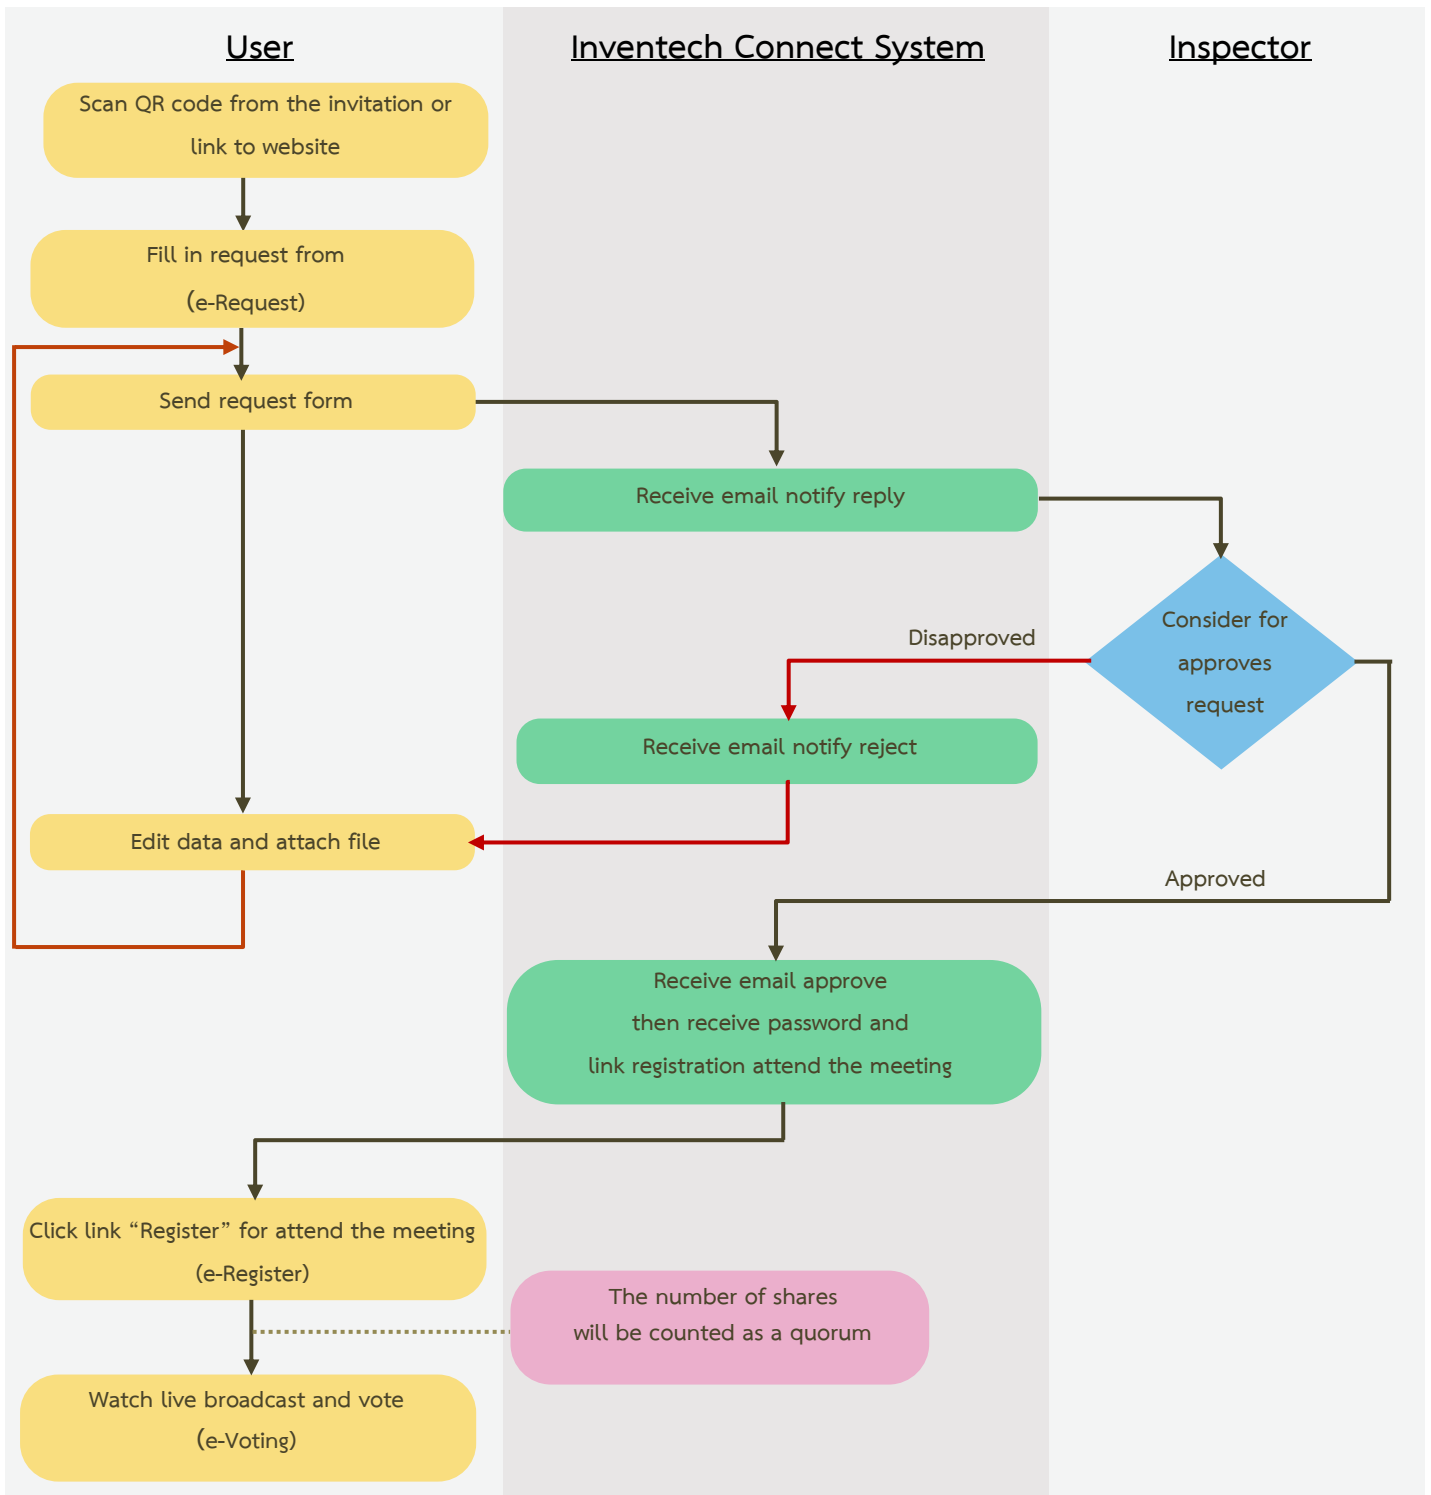 User
Inventech Connect System
Inspector
Scan QR code from the invitation or
link to website
Fill in request from
(e-Request)
Send request form
Receive email notify reply
Consider for
approves
request
Disapproved
Receive email notify reject
Edit data and attach file
Approved
Receive email approve
then receive password and
link registration attend the meeting
Click link “Register” for attend the meeting
(e-Register)
The number of shares
will be counted as a quorum
Watch live broadcast and vote
(e-Voting)